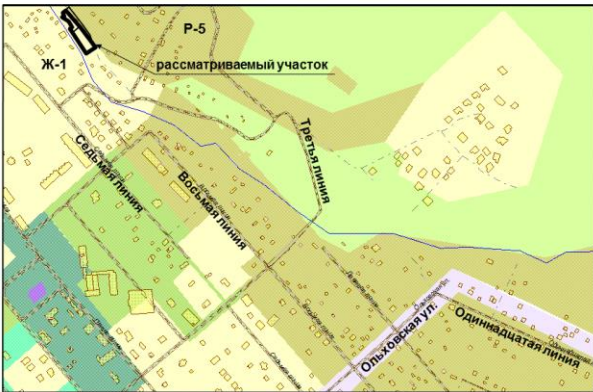 Р-5
Ж-1
рассматриваемый участок
Третья линия
Седьмая линия
Восьмая линия
Ольховская ул.
Одиннадцатая линия